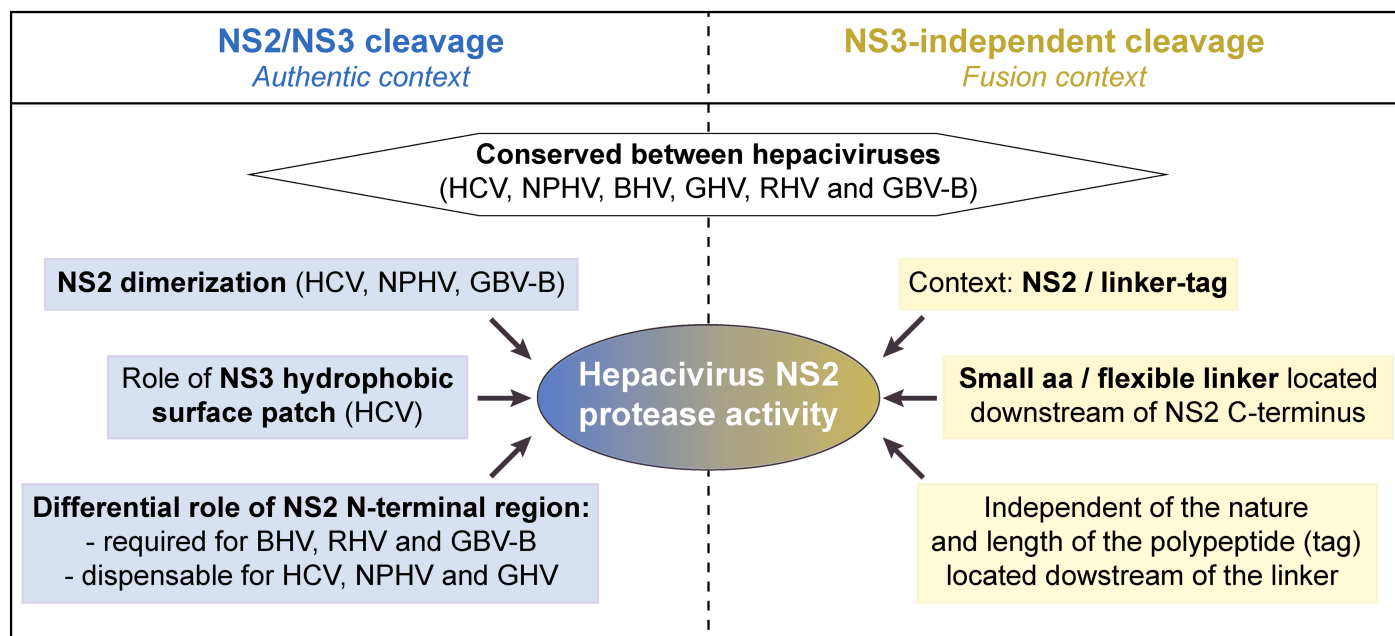 NS2/NS3 cleavage
Authentic context
NS3-independent cleavage
Fusion context
Conserved between hepaciviruses
(HCV, NPHV, BHV, GHV, RHV and GBV-B)
NS2 dimerization (HCV, NPHV, GBV-B)
Role of NS3 hydrophobic
surface patch (HCV)
Differential role of NS2 N-terminal region:
- required for BHV, RHV and GBV-B
- dispensable for HCV, NPHV and GHV
Hepacivirus NS2
protease activity
Context: NS2 / linker-tag
Small aa / flexible linker located
downstream of NS2 C-terminus
Independent of the nature
and length of the polypeptide (tag)
located dowstream of the linker